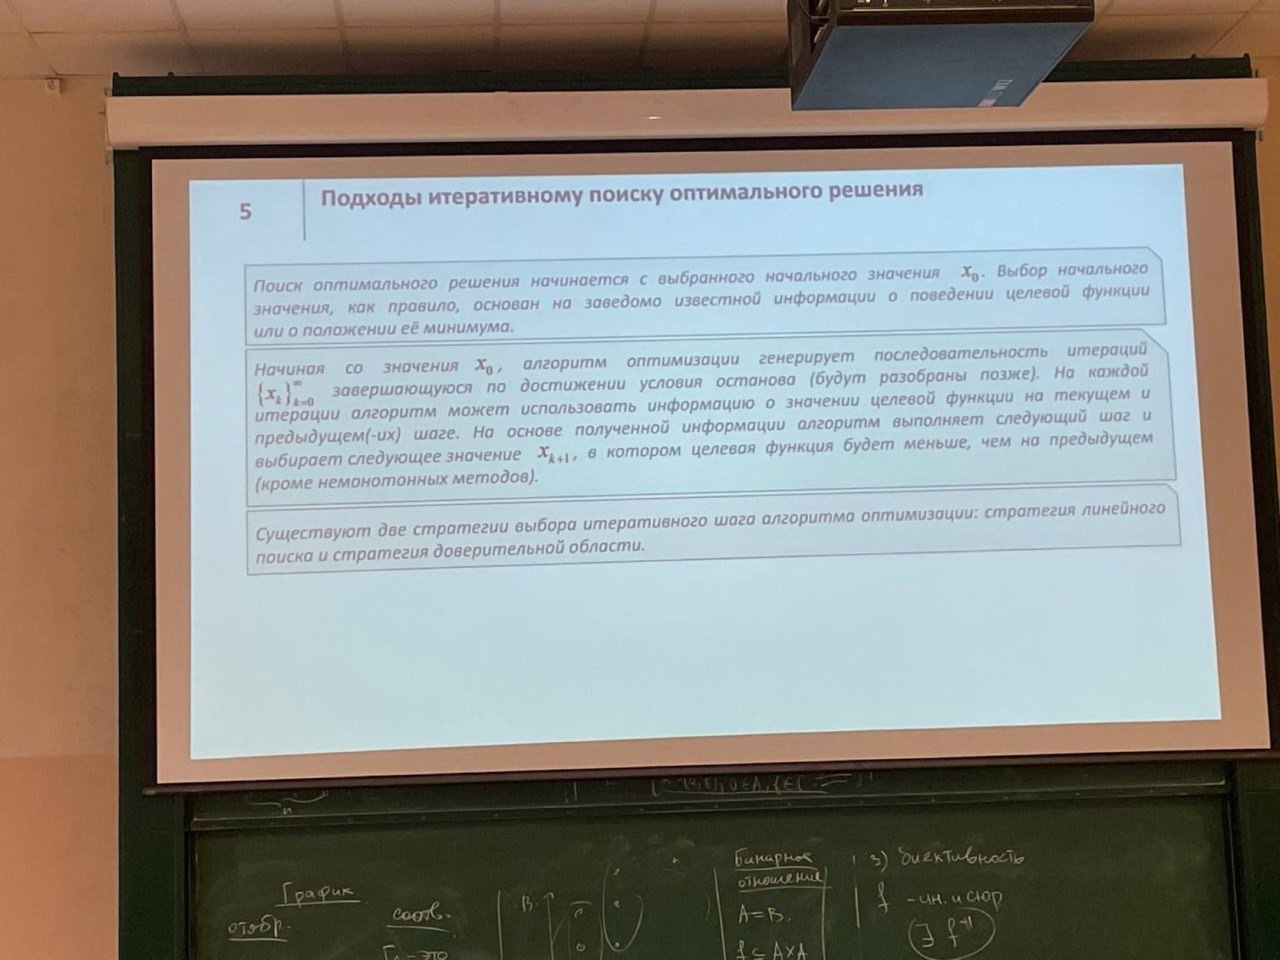 5
Подходы итеративному поиску оптимального решения
Поиск оптимального решения начинается с выбранного начального значения x₀. Выбор начального
значения, как правило, основан на заведомо известной информации о поведении целевой функции
или о положении её минимума.
Начиная со значения x₀, алгоритм оптимизации генерирует последовательность итераций
{xₖ}ₖ₌₀^∞ завершающуюся по достижении условия останова (будут разобраны позже). На каждой
итерации алгоритм может использовать информацию о значении целевой функции на текущем и
предыдущем(-их) шаге. На основе полученной информации алгоритм выполняет следующий шаг и
выбирает следующее значение xₖ₊₁, в котором целевая функция будет меньше, чем на предыдущем
(кроме немонотонных методов).
Существуют две стратегии выбора итеративного шага алгоритма оптимизации: стратегия линейного
поиска и стратегия доверительной области.
График
отобр.
соотв.
В.
Бинарное
отношение
A=B.
f ⊆ A×A
3) биективность
f - ин. и сюр
∃ f⁻¹